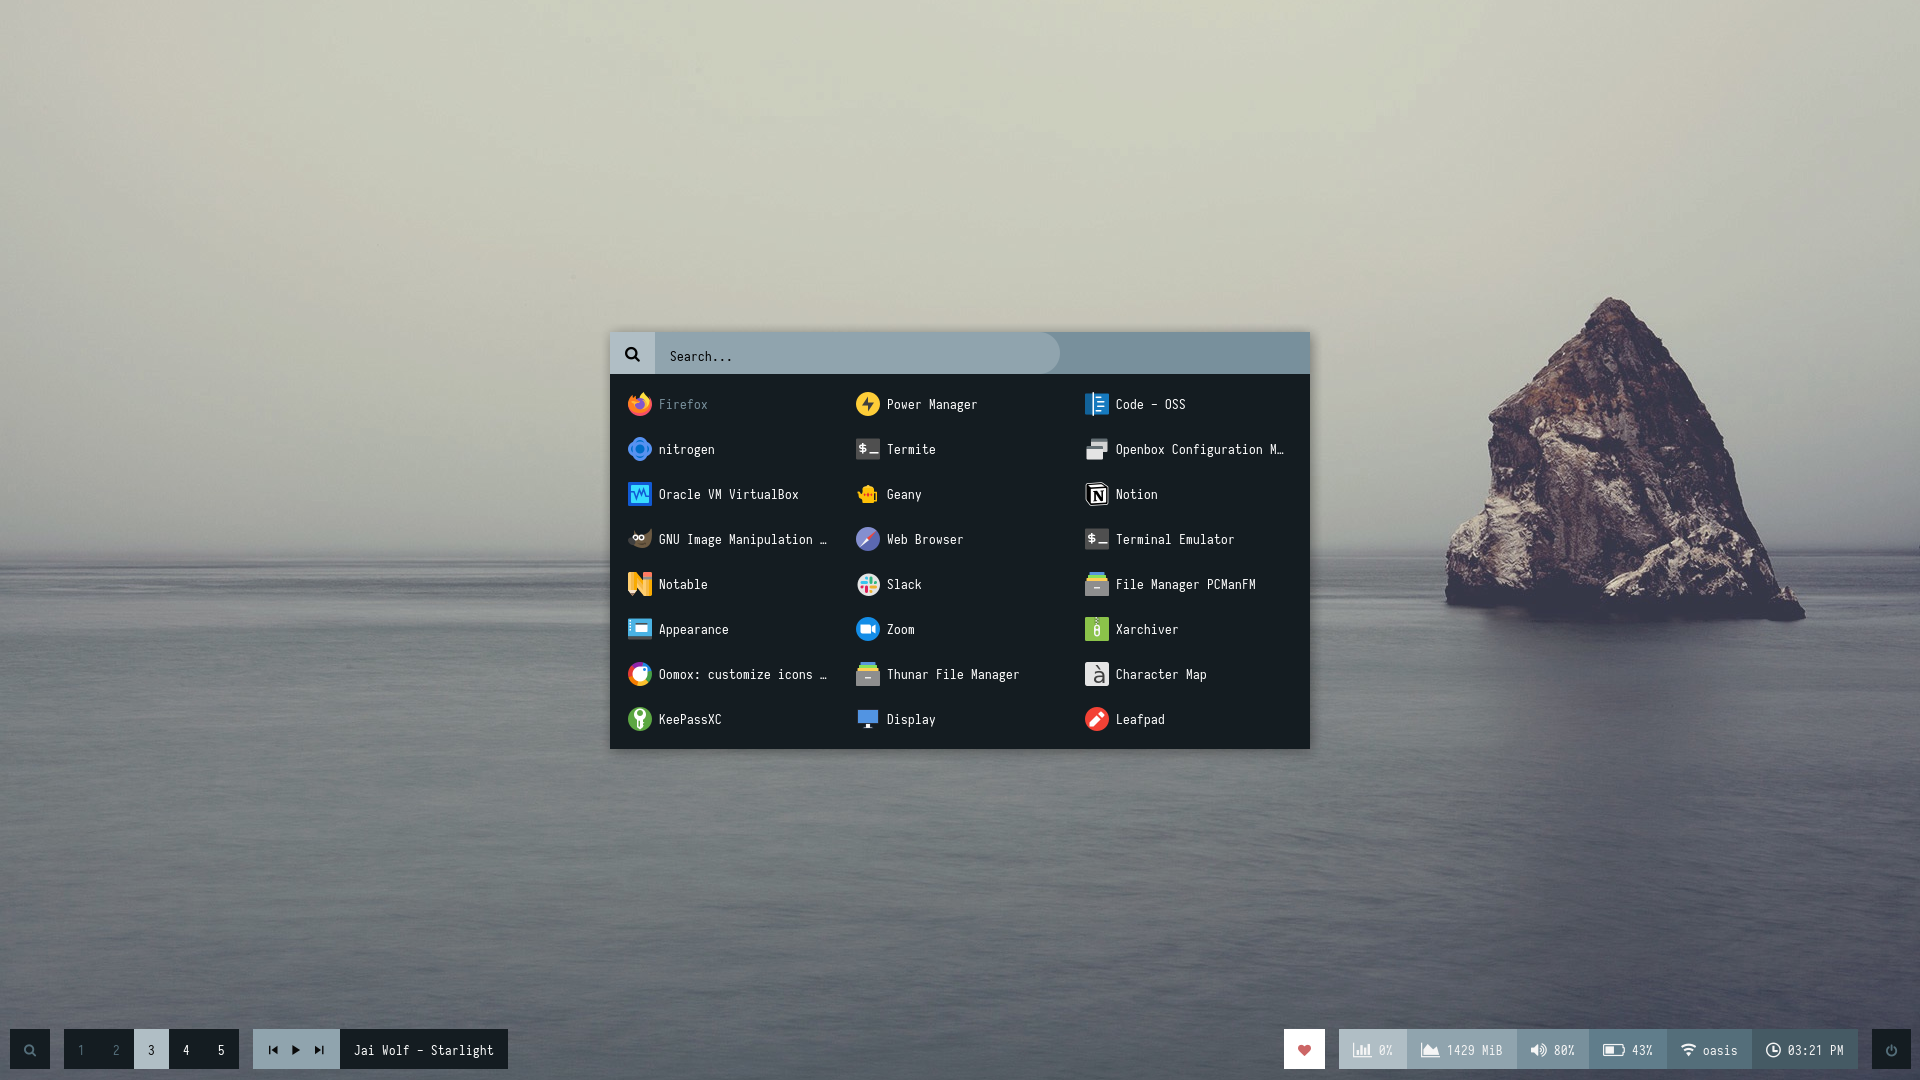 Search...
Firefox
Power Manager
Code - OSS
nitrogen
Termite
Openbox Configuration M…
Oracle VM VirtualBox
Geany
Notion
GNU Image Manipulation …
Web Browser
Terminal Emulator
Notable
Slack
File Manager PCManFM
Appearance
Zoom
Xarchiver
Oomox: customize icons …
Thunar File Manager
Character Map
KeePassXC
Display
Leafpad
1 2 3 4 5
Jai Wolf - Starlight
0%
1429 MiB
80%
43%
oasis
03:21 PM